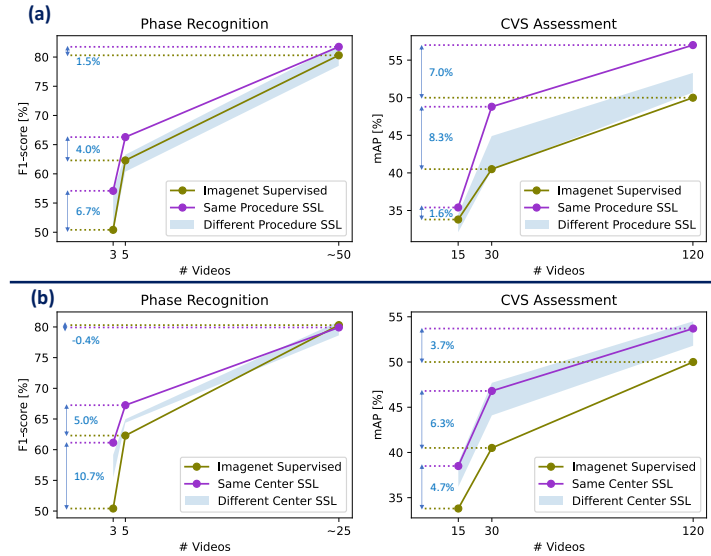 (a)
Phase Recognition
F1-score [%]
80
75
70
65
60
55
50
1.5%
4.0%
6.7%
Imagenet Supervised
Same Procedure SSL
Different Procedure SSL
3 5 ~50
# Videos
CVS Assessment
mAP [%]
55
50
45
40
35
7.0%
8.3%
1.6%
Imagenet Supervised
Same Procedure SSL
Different Procedure SSL
15 30 120
# Videos
(b)
Phase Recognition
F1-score [%]
80
75
70
65
60
55
50
-0.4%
5.0%
10.7%
Imagenet Supervised
Same Center SSL
Different Center SSL
3 5 ~25
# Videos
CVS Assessment
mAP [%]
55
50
45
40
35
3.7%
6.3%
4.7%
Imagenet Supervised
Same Center SSL
Different Center SSL
15 30 120
# Videos